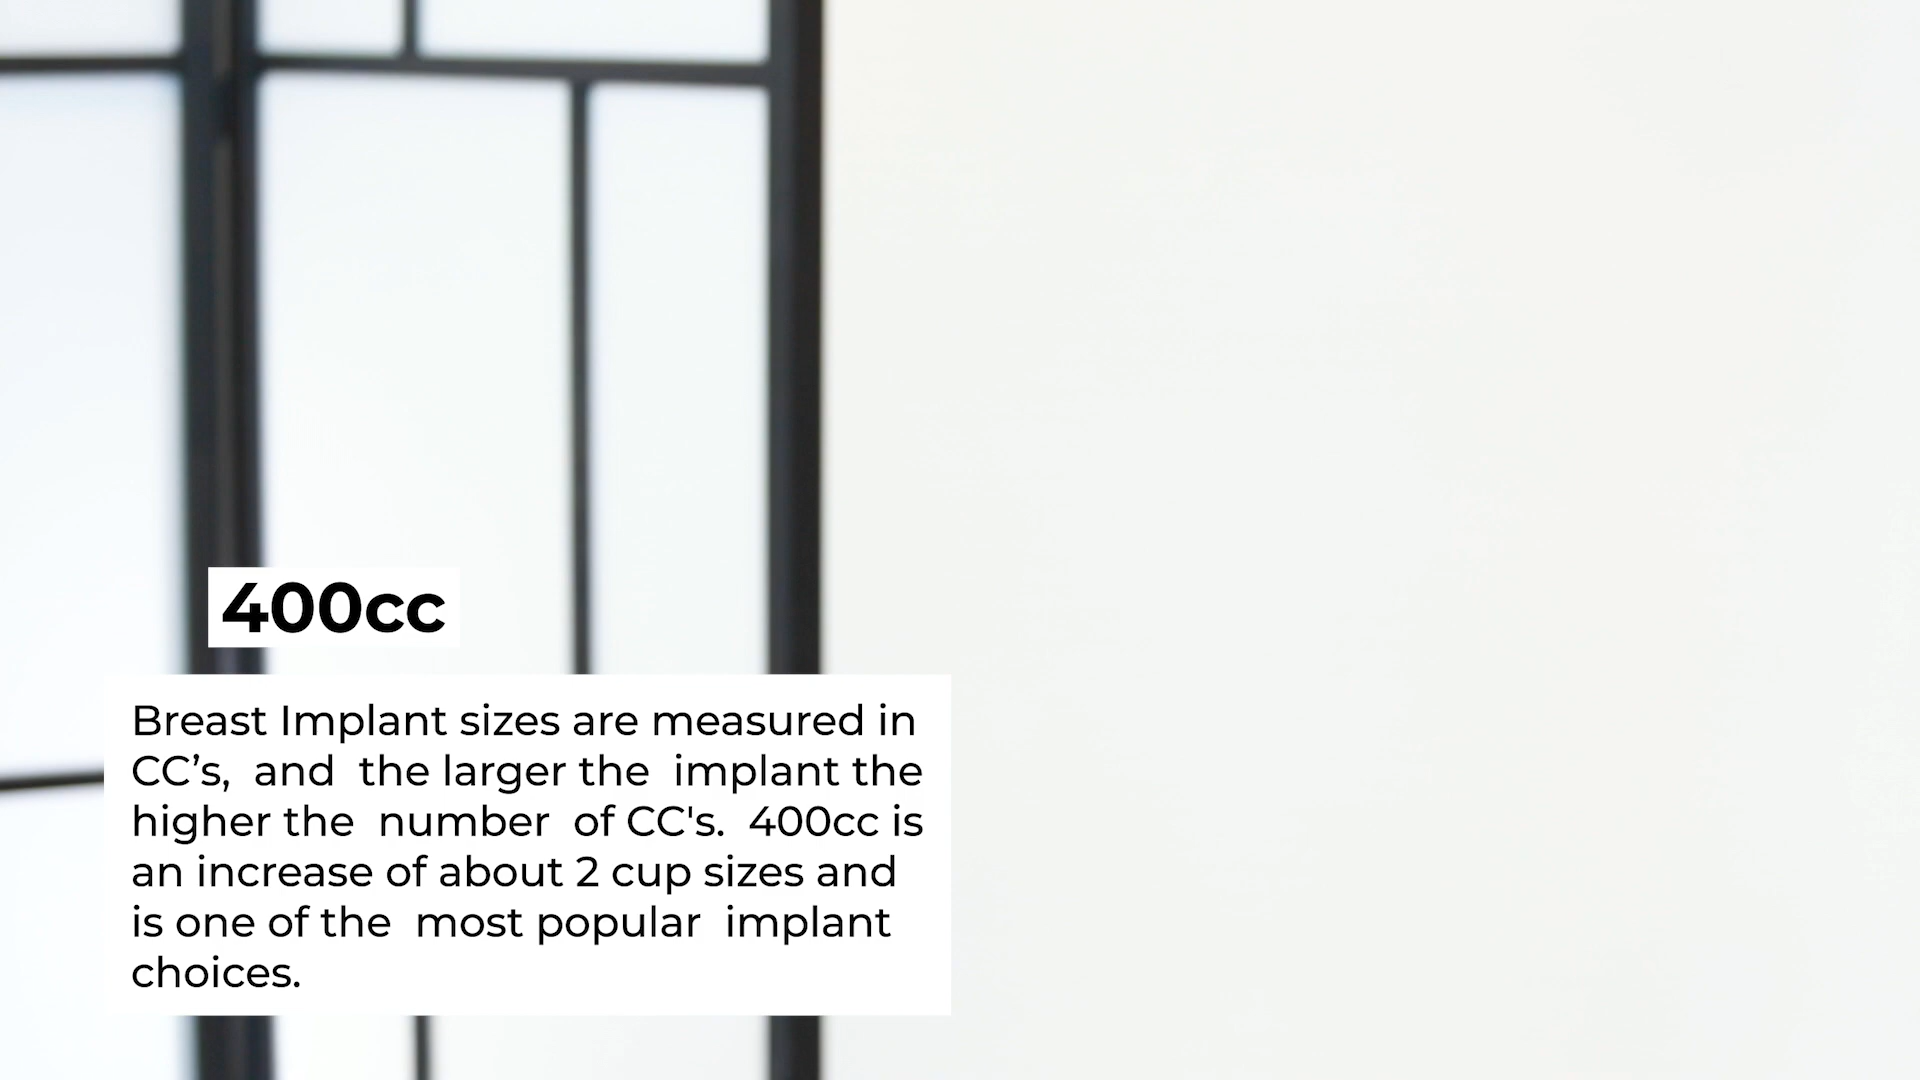 400cc
Breast Implant sizes are measured in
CC’s, and the larger the implant the
higher the number of CC's. 400cc is
an increase of about 2 cup sizes and
is one of the most popular implant
choices.